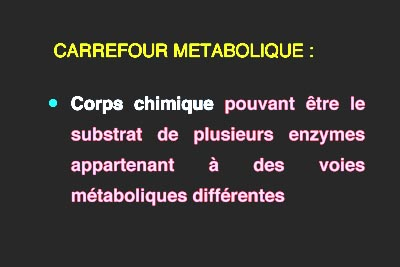 CARREFOUR METABOLIQUE :
• Corps chimique pouvant être le
substrat de plusieurs enzymes
appartenant à des voies
métaboliques différentes